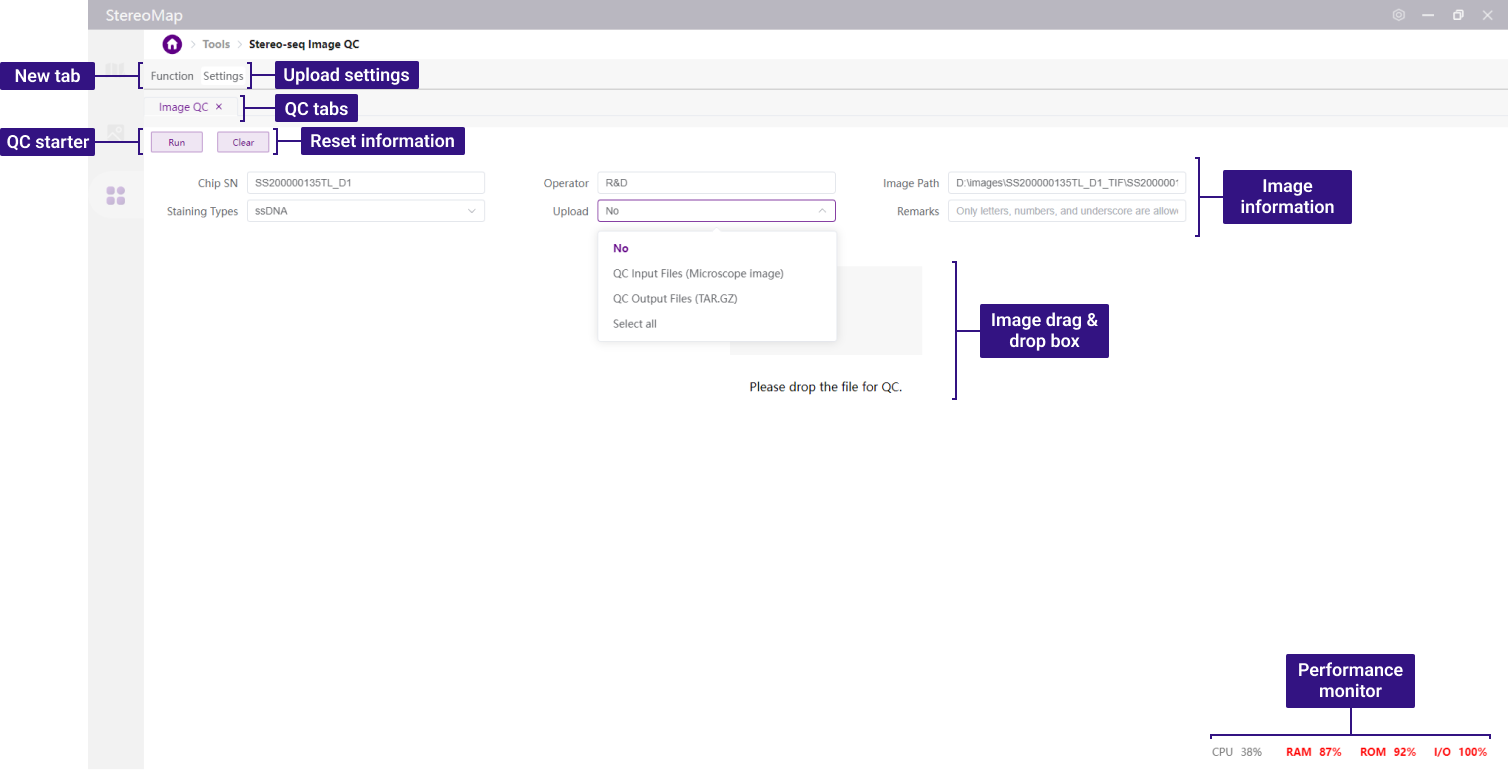 StereoMap
Tools
Stereo-seq Image QC
New tab
Function
Settings
Upload settings
Image QC
QC tabs
QC starter
Run
Clear
Reset information
Chip SN
SS200000135TL_D1
Operator
R&D
Image Path
D:\images\SS200000135TL_D1_TIF\SS2000001
Staining Types
ssDNA
Upload
No
Remarks
Only letters, numbers, and underscore are allowe
Image
information
No
QC Input Files (Microscope image)
QC Output Files (TAR.GZ)
Select all
Image drag &
drop box
Please drop the file for QC.
Performance
monitor
CPU 38% RAM 87% ROM 92% I/O 100%